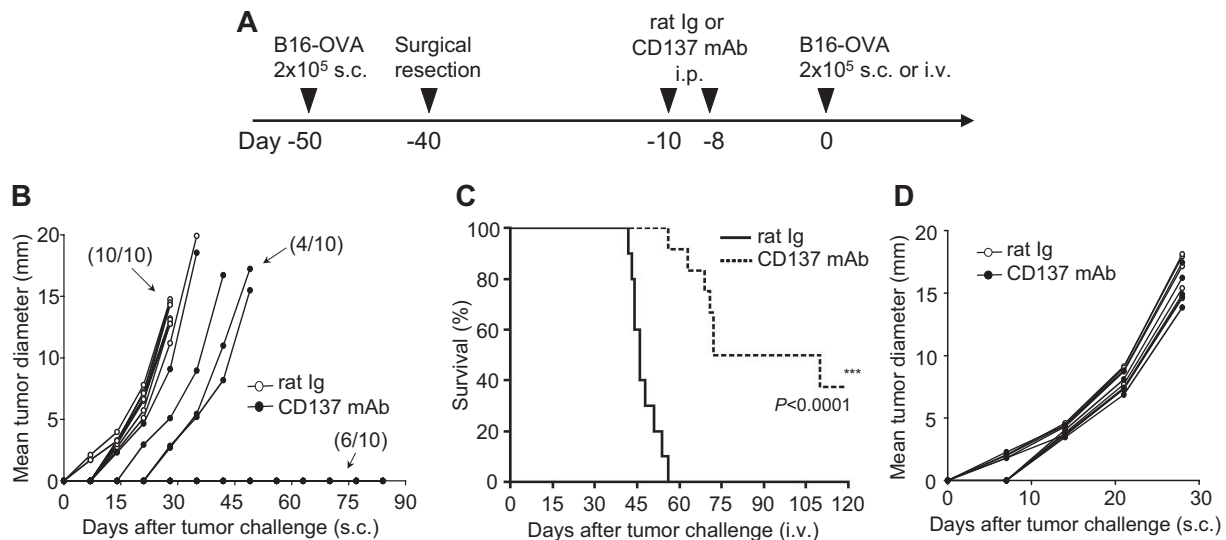 A
B16-OVA
2x10⁵ s.c.
Surgical
resection
rat Ig or
CD137 mAb
i.p.
B16-OVA
2x10⁵ s.c. or i.v.
Day -50
-40
-10
-8
0
B
Mean tumor diameter (mm)
20
15
10
5
0
(10/10)
(4/10)
rat Ig
CD137 mAb
(6/10)
0
15
30
45
60
75
90
Days after tumor challenge (s.c.)
C
Survival (%)
100
80
60
40
20
0
rat Ig
CD137 mAb
***
P<0.0001
0
15
30
45
60
75
90
105
120
Days after tumor challenge (i.v.)
D
Mean tumor diameter (mm)
20
15
10
5
0
rat Ig
CD137 mAb
0
10
20
30
Days after tumor challenge (s.c.)